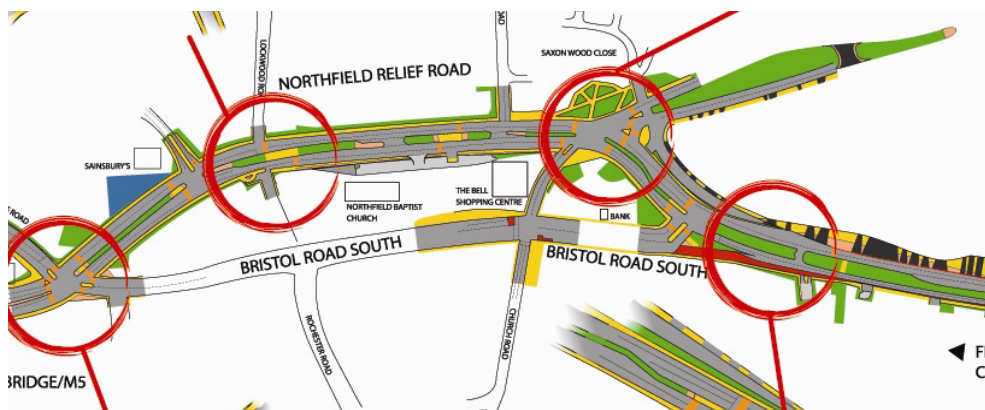 SAXON WOOD CLOSE
LOCKWOOD
ROAD
NORTHFIELD RELIEF ROAD
SAINSBURY'S
NORTHFIELD BAPTIST
CHURCH
THE BELL
SHOPPING CENTRE
BANK
ROAD
BRISTOL ROAD SOUTH
BRISTOL ROAD SOUTH
ROCHESTER ROAD
CHURCH ROAD
BRIDGE/M5